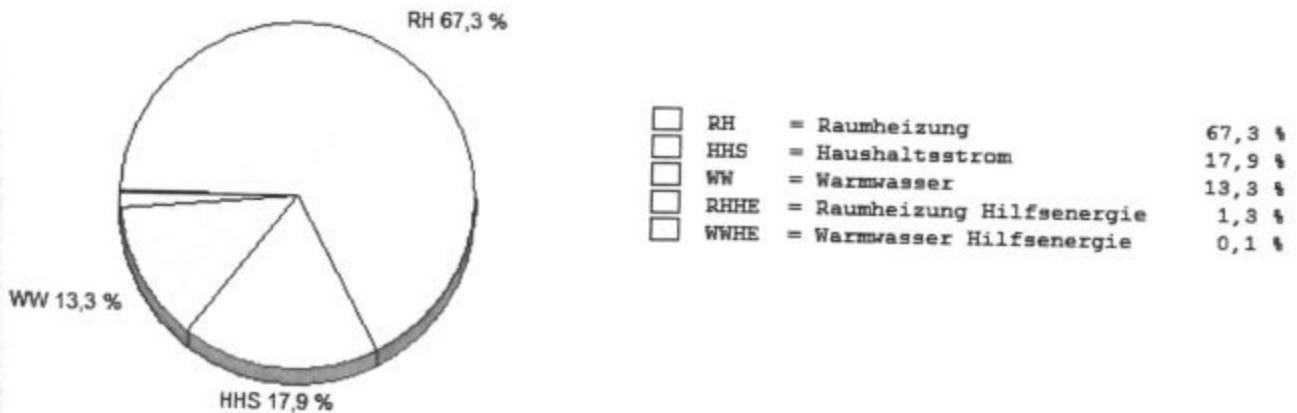 RH 67,3 %
WW 13,3 %
HHS 17,9 %
RH = Raumheizung 67,3 %
HHS = Haushaltsstrom 17,9 %
WW = Warmwasser 13,3 %
RHHE = Raumheizung Hilfsenergie 1,3 %
WWHE = Warmwasser Hilfsenergie 0,1 %